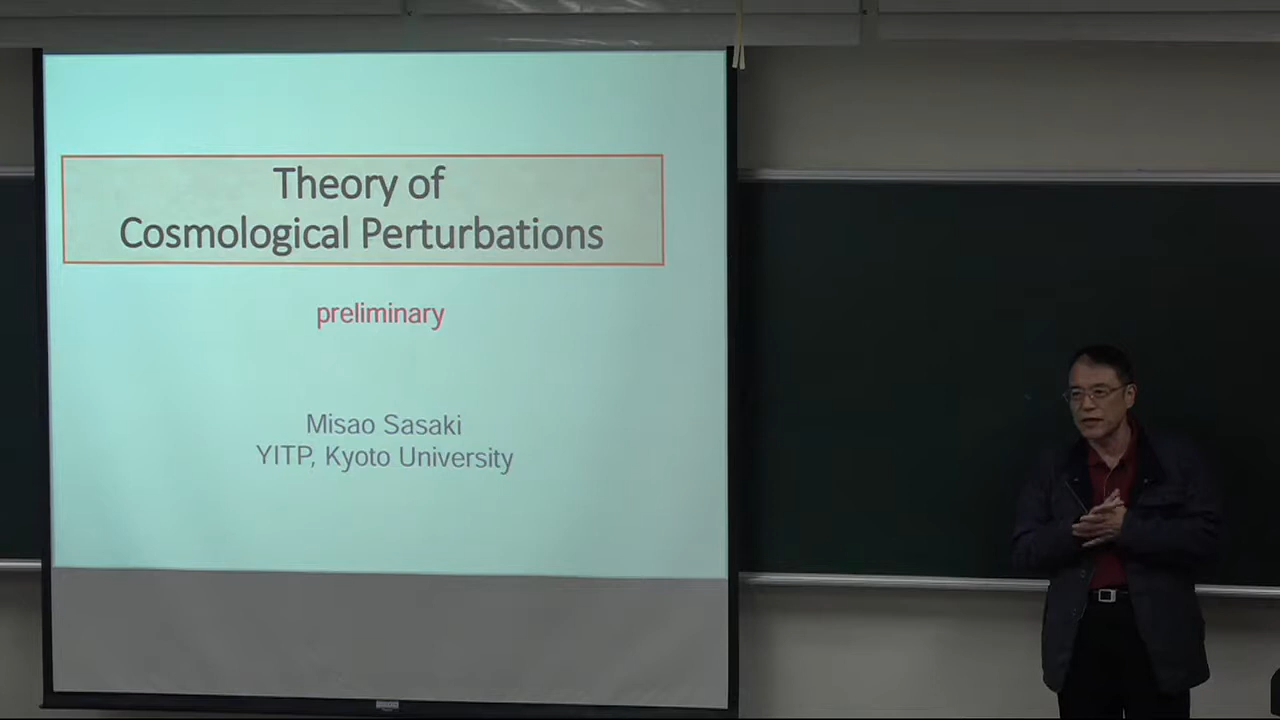 Theory of
Cosmological Perturbations
preliminary
Misao Sasaki
YITP, Kyoto University